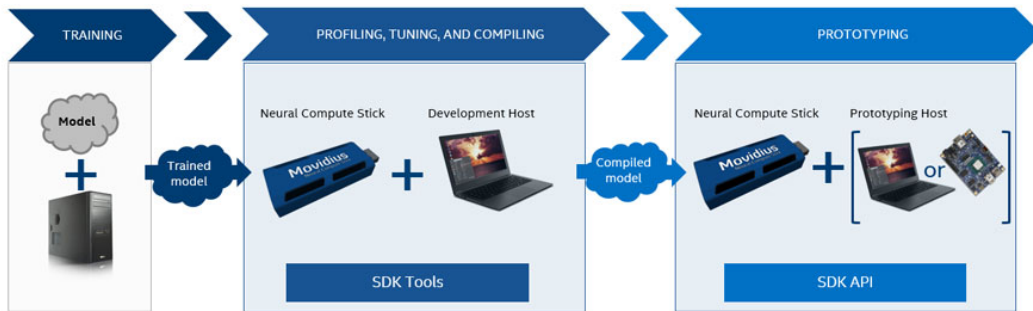 TRAINING
PROFILING, TUNING, AND COMPILING
PROTOTYPING
Model
Trained
model
Neural Compute Stick
Development Host
Movidius
SDK Tools
Compiled
model
Neural Compute Stick
Prototyping Host
Movidius
or
SDK API